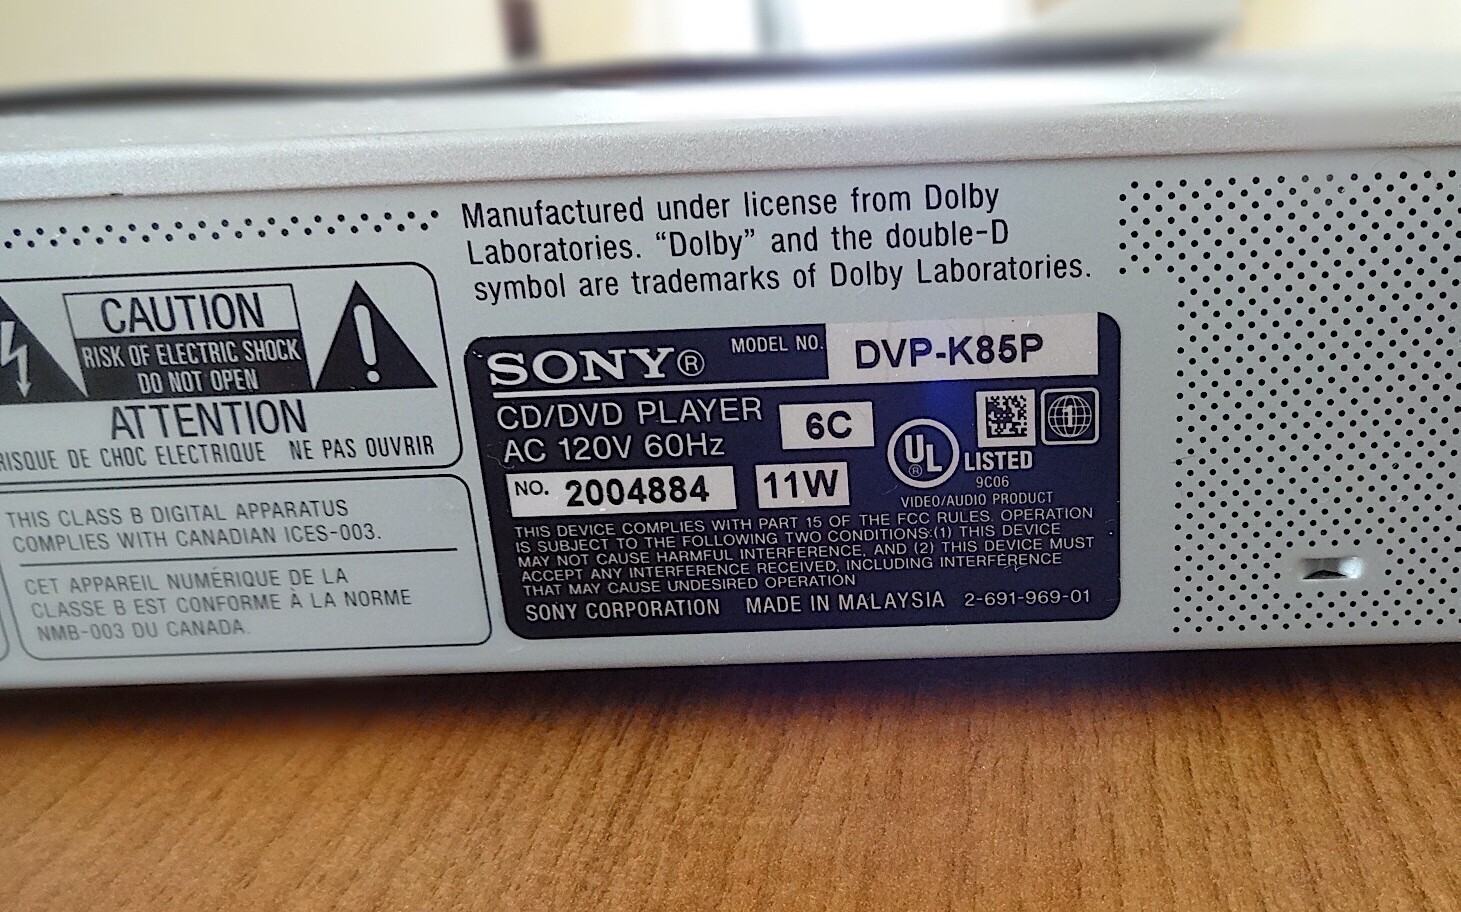 Manufactured under license from Dolby
Laboratories. “Dolby” and the double-D
symbol are trademarks of Dolby Laboratories.
CAUTION
RISK OF ELECTRIC SHOCK
DO NOT OPEN
ATTENTION
RISQUE DE CHOC ELECTRIQUE NE PAS OUVRIR
THIS CLASS B DIGITAL APPARATUS
COMPLIES WITH CANADIAN ICES-003.
CET APPAREIL NUMÉRIQUE DE LA
CLASSE B EST CONFORME À LA NORME
NMB-003 DU CANADA.
SONY® MODEL NO. DVP-K85P
CD/DVD PLAYER 6C
AC 120V 60Hz
UL ® LISTED
1
NO. 2004884 11W
9C06
VIDEO/AUDIO PRODUCT
THIS DEVICE COMPLIES WITH PART 15 OF THE FCC RULES. OPERATION
IS SUBJECT TO THE FOLLOWING TWO CONDITIONS:(1) THIS DEVICE
MAY NOT CAUSE HARMFUL INTERFERENCE, AND (2) THIS DEVICE MUST
ACCEPT ANY INTERFERENCE RECEIVED, INCLUDING INTERFERENCE
THAT MAY CAUSE UNDESIRED OPERATION
SONY CORPORATION MADE IN MALAYSIA 2-691-969-01